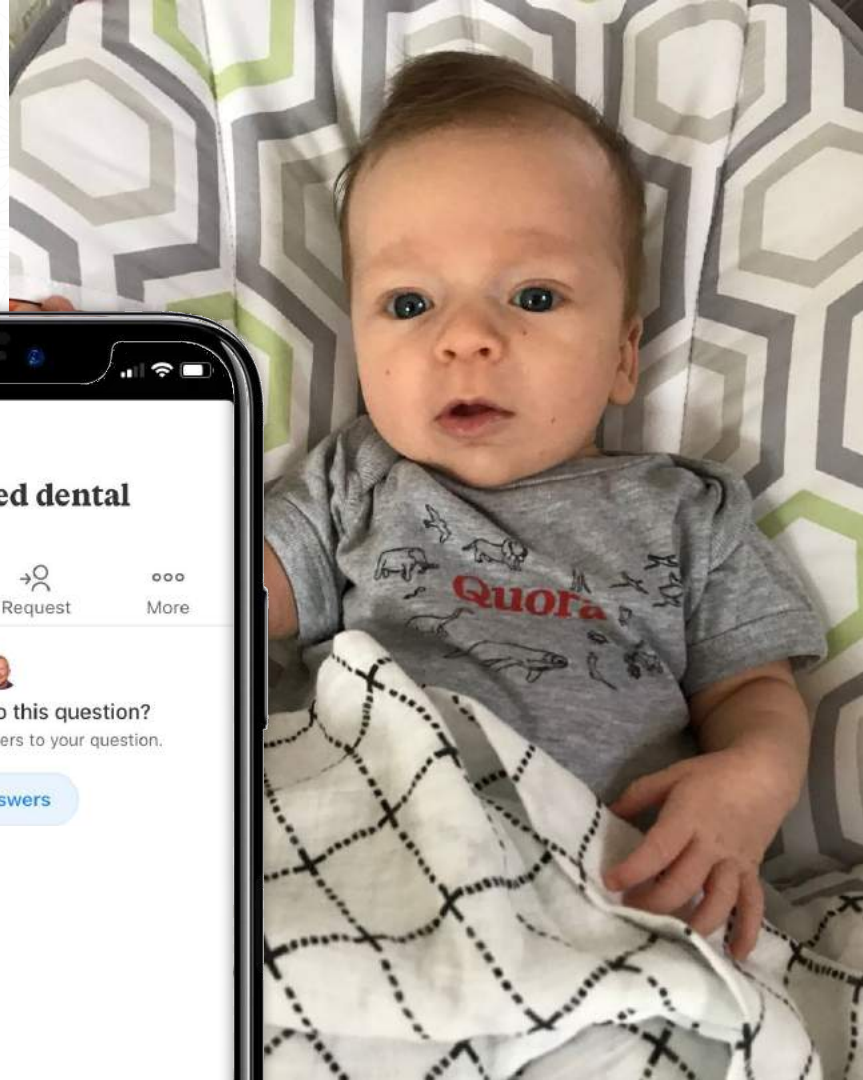 ed dental
Request
More
o this question?
ers to your question.
swers
Quora